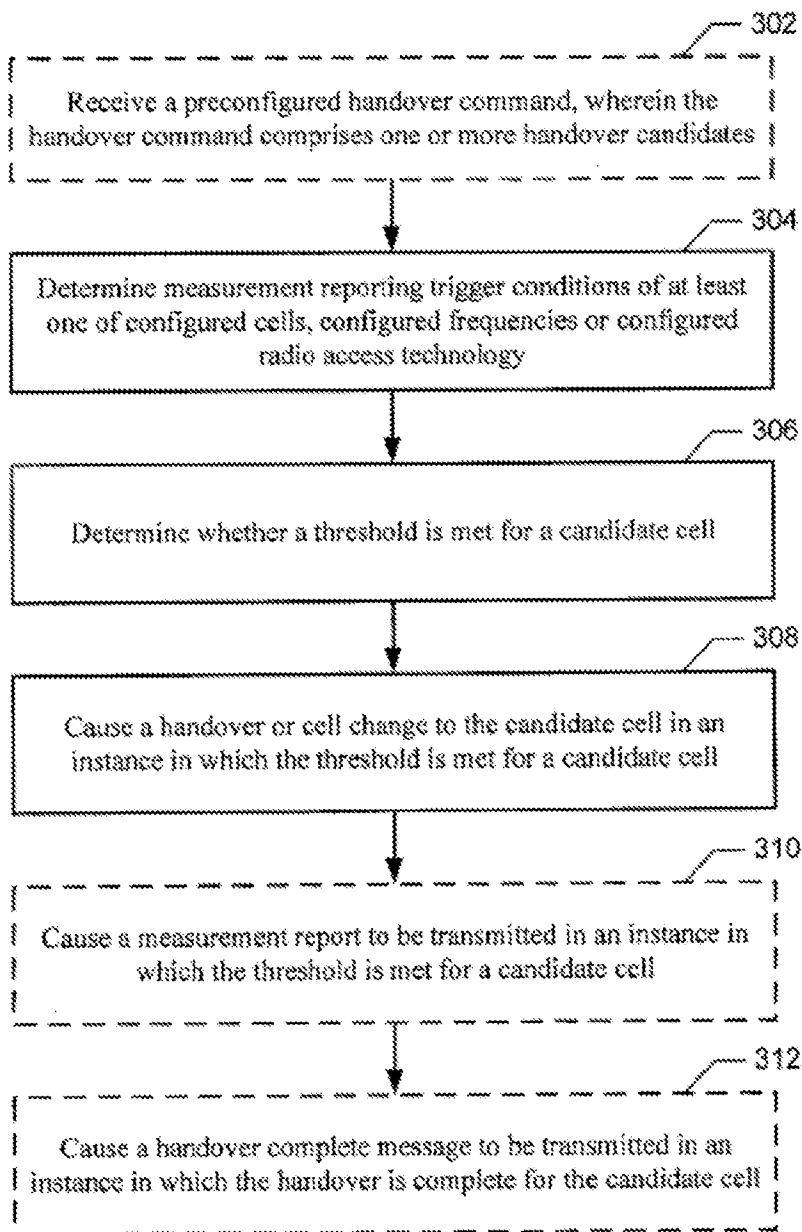 302
Receive a preconfigured handover command, wherein the
handover command comprises one or more handover candidates
304
Determine measurement reporting trigger conditions of at least
one of configured cells, configured frequencies or configured
radio access technology
306
Determine whether a threshold is met for a candidate cell
308
Cause a handover or cell change to the candidate cell in an
instance in which the threshold is met for a candidate cell
310
Cause a measurement report to be transmitted in an instance in
which the threshold is met for a candidate cell
312
Cause a handover complete message to be transmitted in an
instance in which the handover is complete for the candidate cell